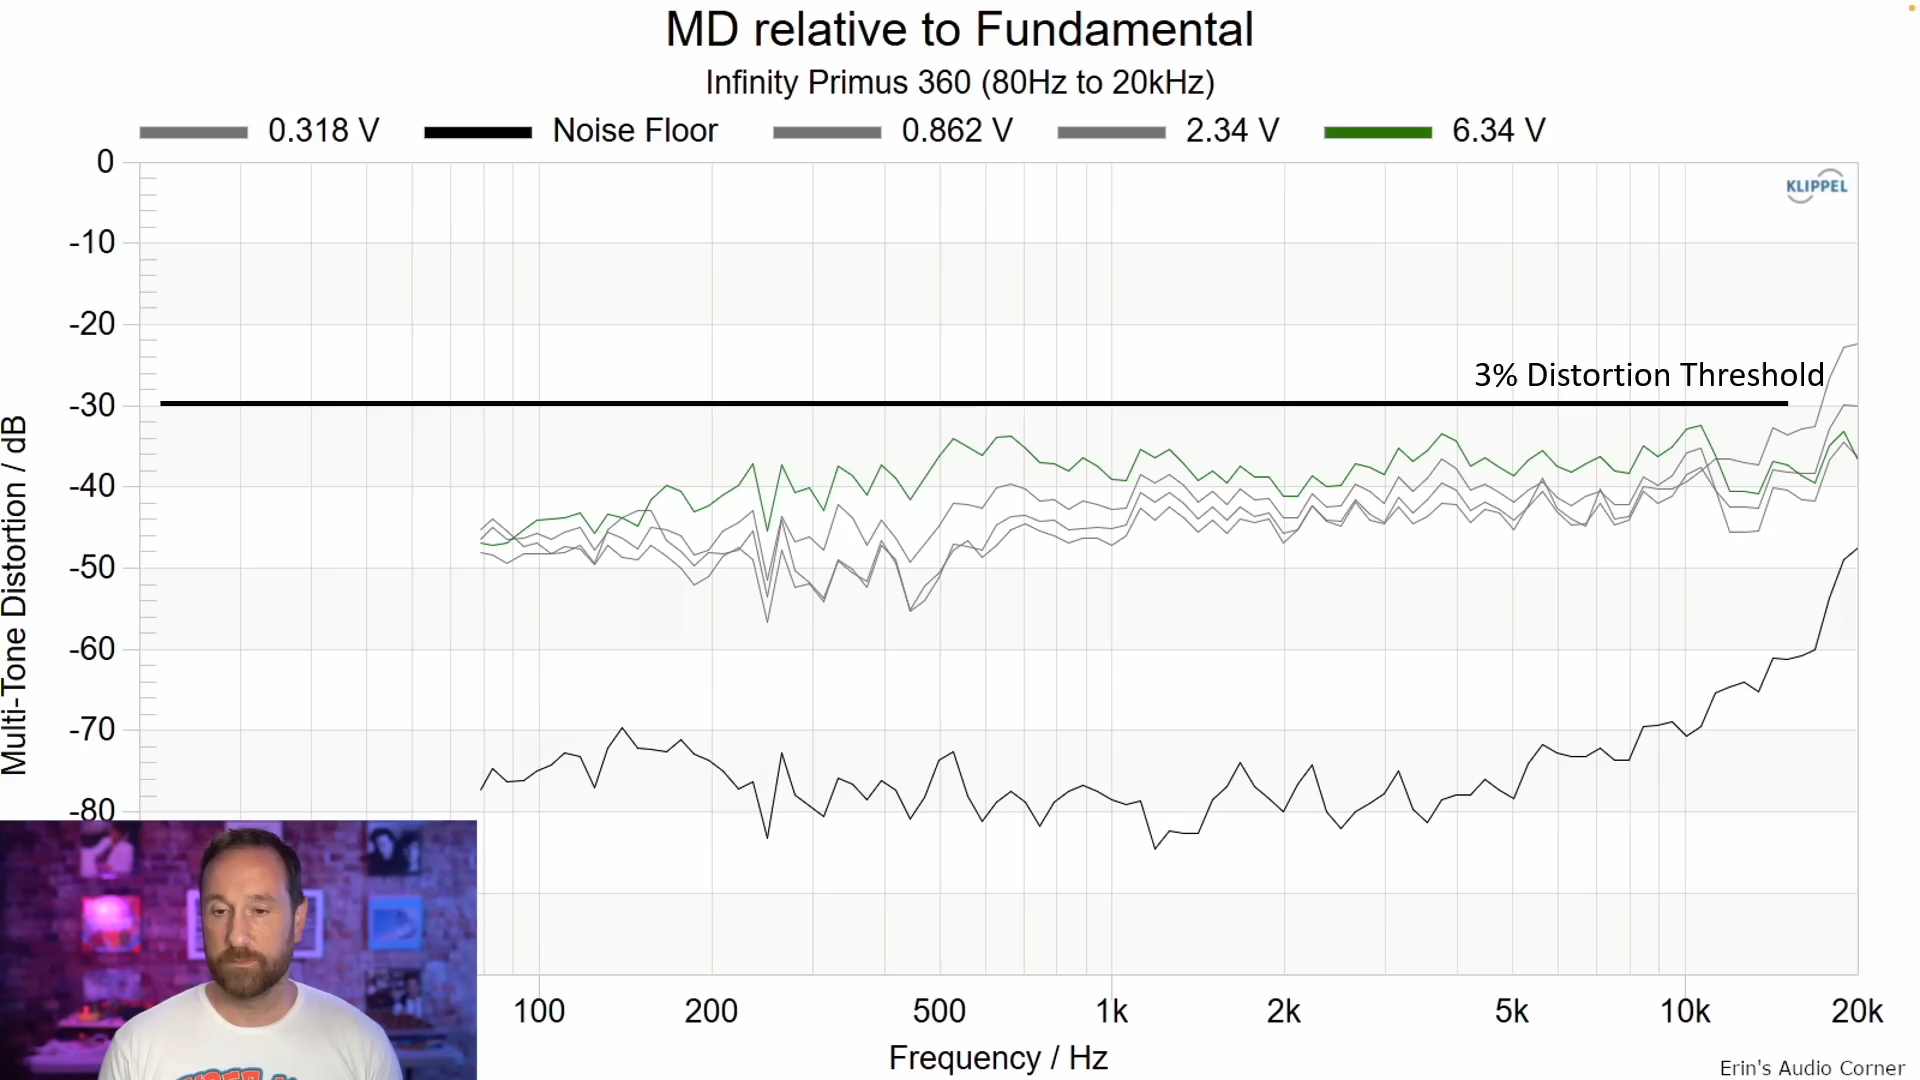 MD relative to Fundamental
Infinity Primus 360 (80Hz to 20kHz)
0.318 V Noise Floor 0.862 V 2.34 V 6.34 V
KLIPPEL
3% Distortion Threshold
Multi-Tone Distortion / dB
0
-10
-20
-30
-40
-50
-60
-70
-80
100 200 500 1k 2k 5k 10k 20k
Frequency / Hz
Erin's Audio Corner